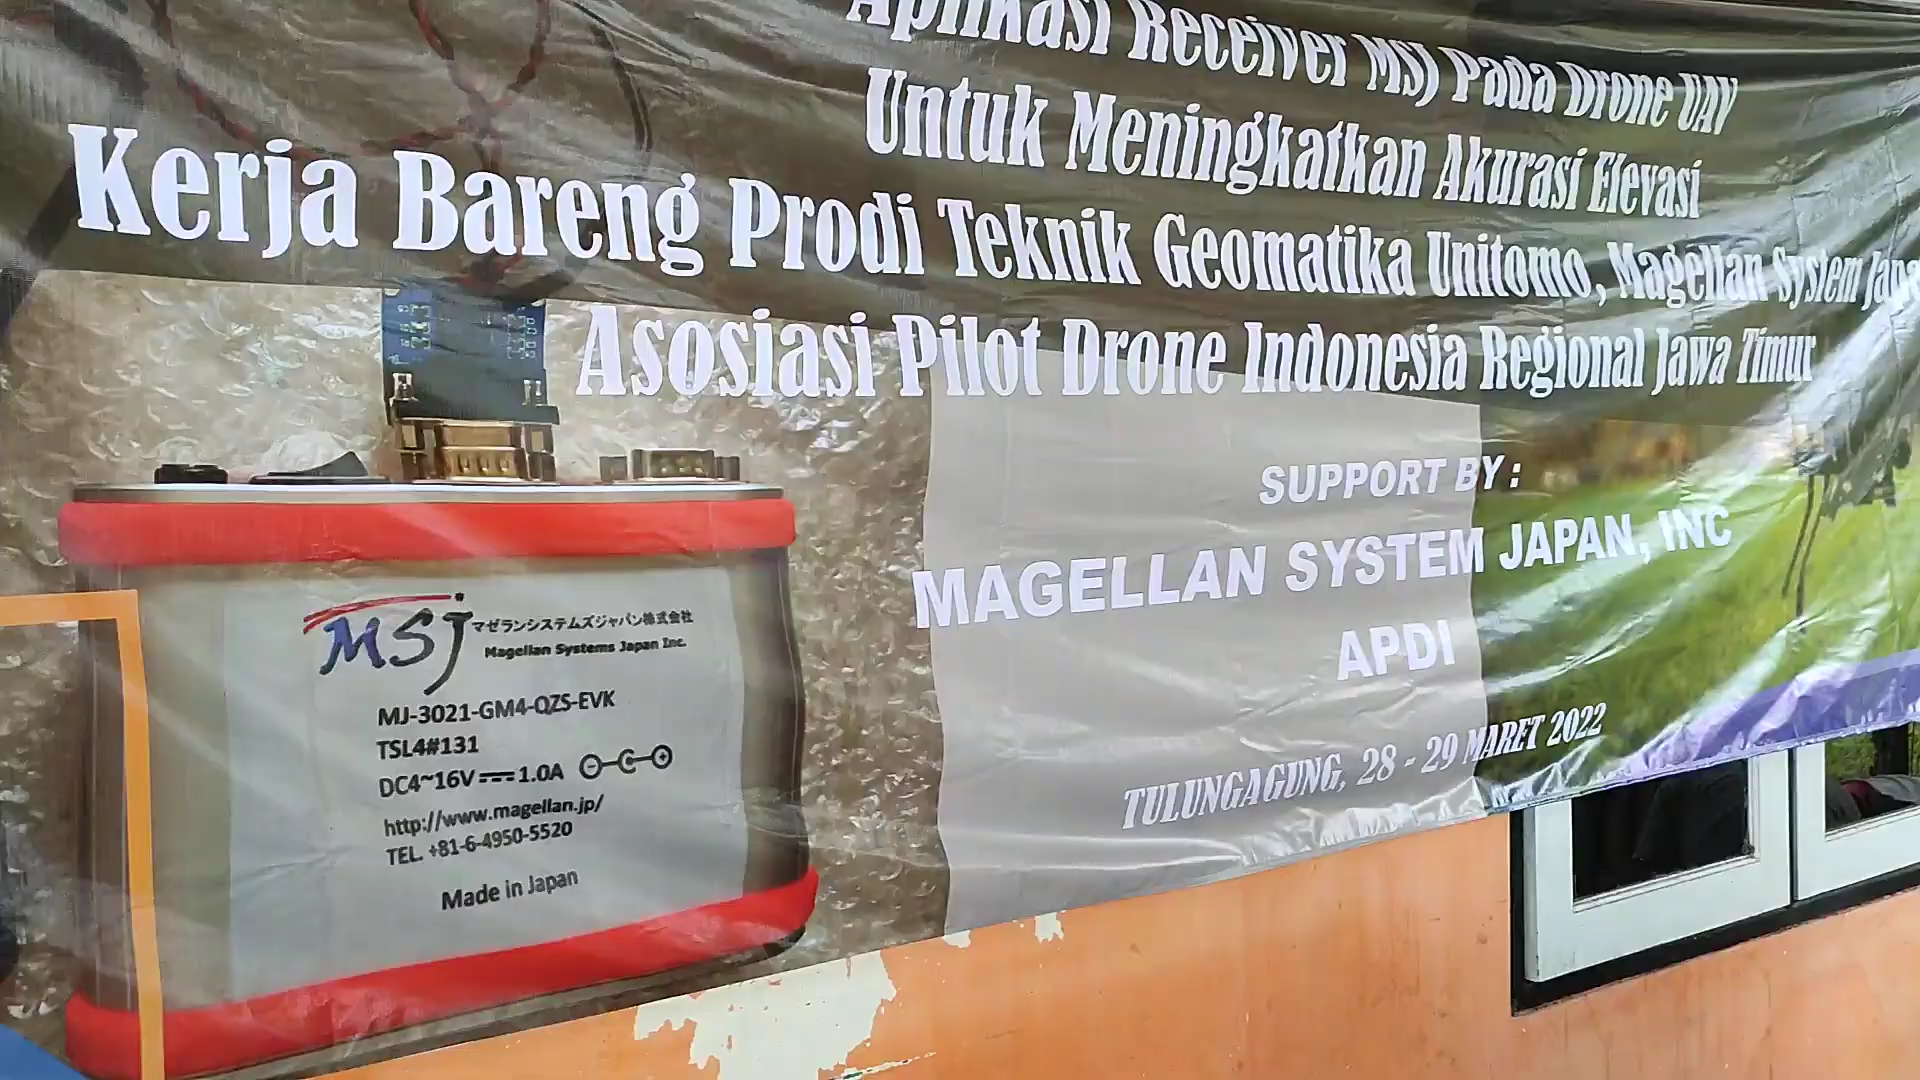 Aplikasi Receiver MSJ Pada Drone UAV
Untuk Meningkatkan Akurasi Elevasi
Kerja Bareng Prodi Teknik Geomatika Unitomo, Magellan System Japa
Asosiasi Pilot Drone Indonesia Regional Jawa Timur
SUPPORT BY :
MAGELLAN SYSTEM JAPAN, INC
APDI
TULUNGAGUNG, 28 - 29 MARET 2022
MSJ マゼランシステムズジャパン株式会社
Magellan Systems Japan Inc.
MJ-3021-GM4-QZS-EVK
TSL4#131
DC4~16V 1.0A
http://www.magellan.jp/
TEL. +81-6-4950-5520
Made in Japan